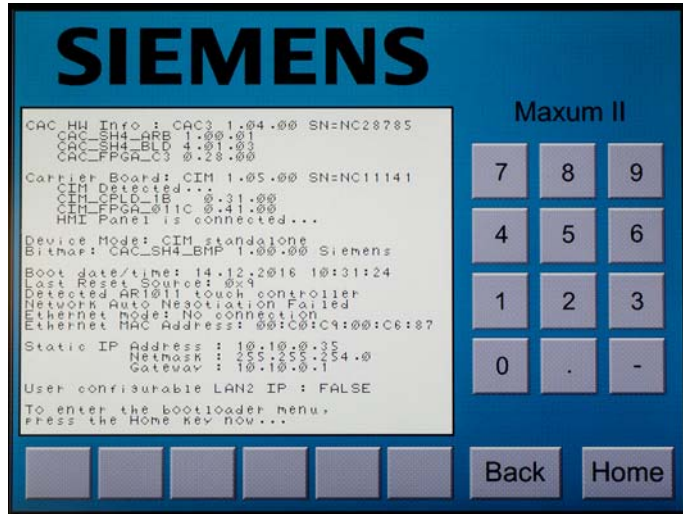 SIEMENS
CAC HW Info : CAC3 1.04.00 SN=NC28785
CAC_SH4_ARB 1.00.01
CAC_SH4_BLD 4.01.03
CAC_FPGA_C3 0.28.00
Carrier Board: CIM 1.05.00 SN=NC11141
CIM Detected...
CIM_CPLD_1B 0.31.00
CIM_FPGA_011C 0.41.00
HMI Panel is connected...
Device Mode: CIM standalone
Bitmap: CAC_SH4_BMP 1.00.00 Siemens
Boot date/time: 14.12.2016 10:31:24
Last Reset Source: 0x9
Detected AR1011 touch controller
Network Auto Negotiation Failed
Ethernet mode: No connection
Ethernet MAC Address: 00:C0:C9:00:C6:87
Static IP Address : 10.10.0.35
Netmask : 255.255.254.0
Gateway : 10.10.0.1
User configurable LAN2 IP : FALSE
To enter the bootloader menu,
press the Home key now...
Maxum II
7 8 9
4 5 6
1 2 3
0 . -
Back Home